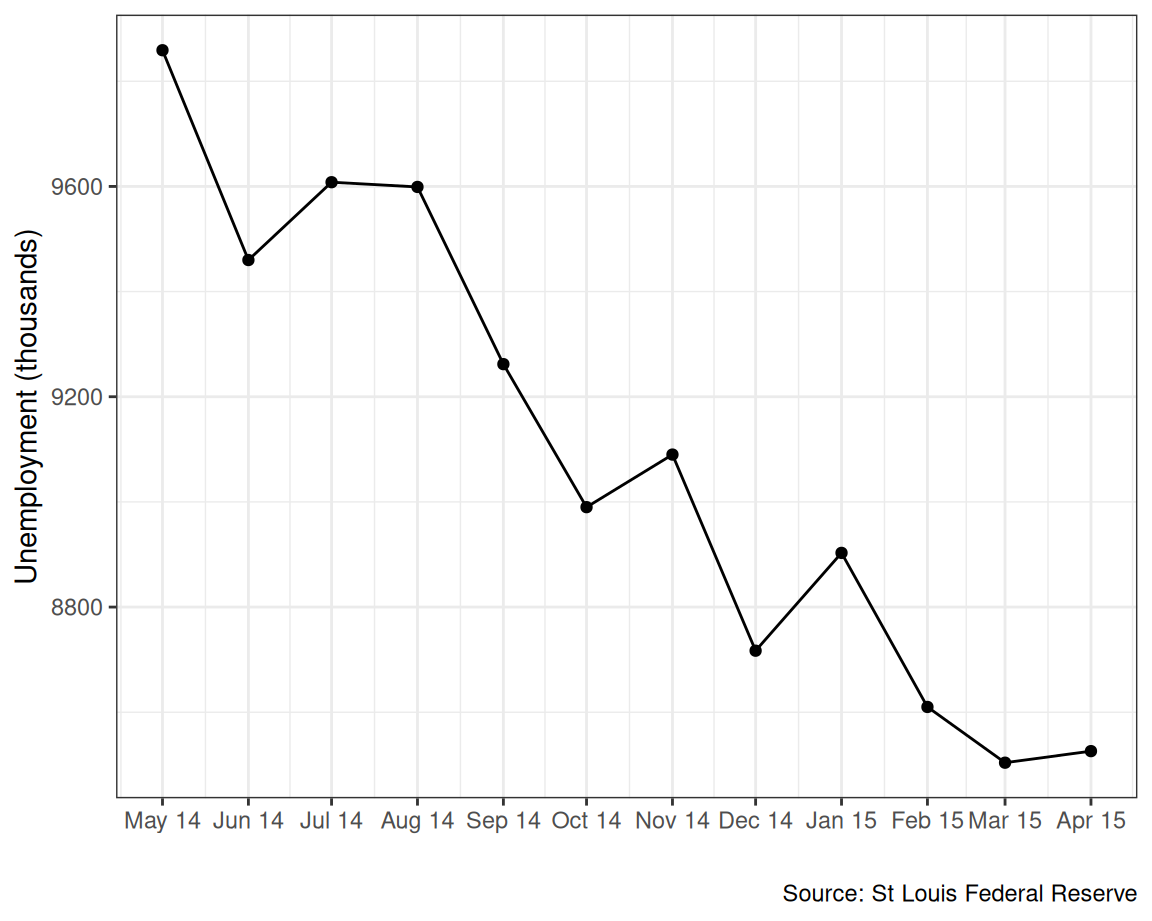 Unemployment (thousands)
9600
9200
8800
May 14 Jun 14 Jul 14 Aug 14 Sep 14 Oct 14 Nov 14 Dec 14 Jan 15 Feb 15 Mar 15 Apr 15
Source: St Louis Federal Reserve